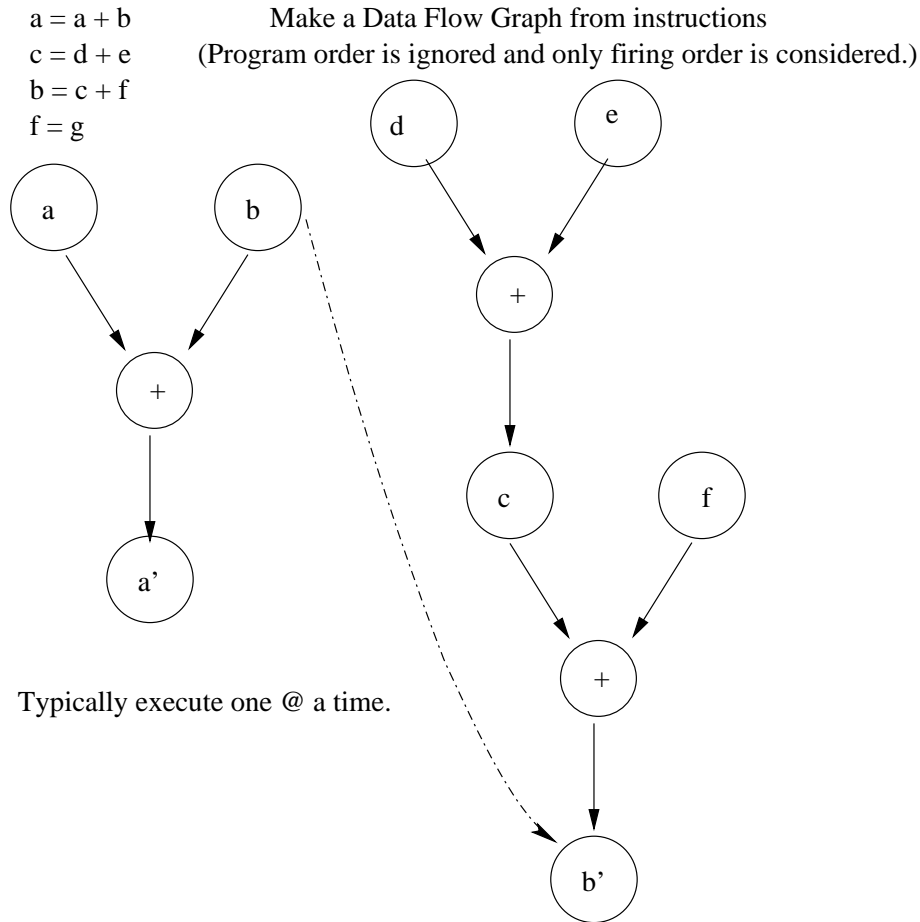 a = a + b
c = d + e
b = c + f
f = g
Make a Data Flow Graph from instructions
(Program order is ignored and only firing order is considered.)
d
e
a
b
+
+
c
f
a’
+
Typically execute one @ a time.
b’